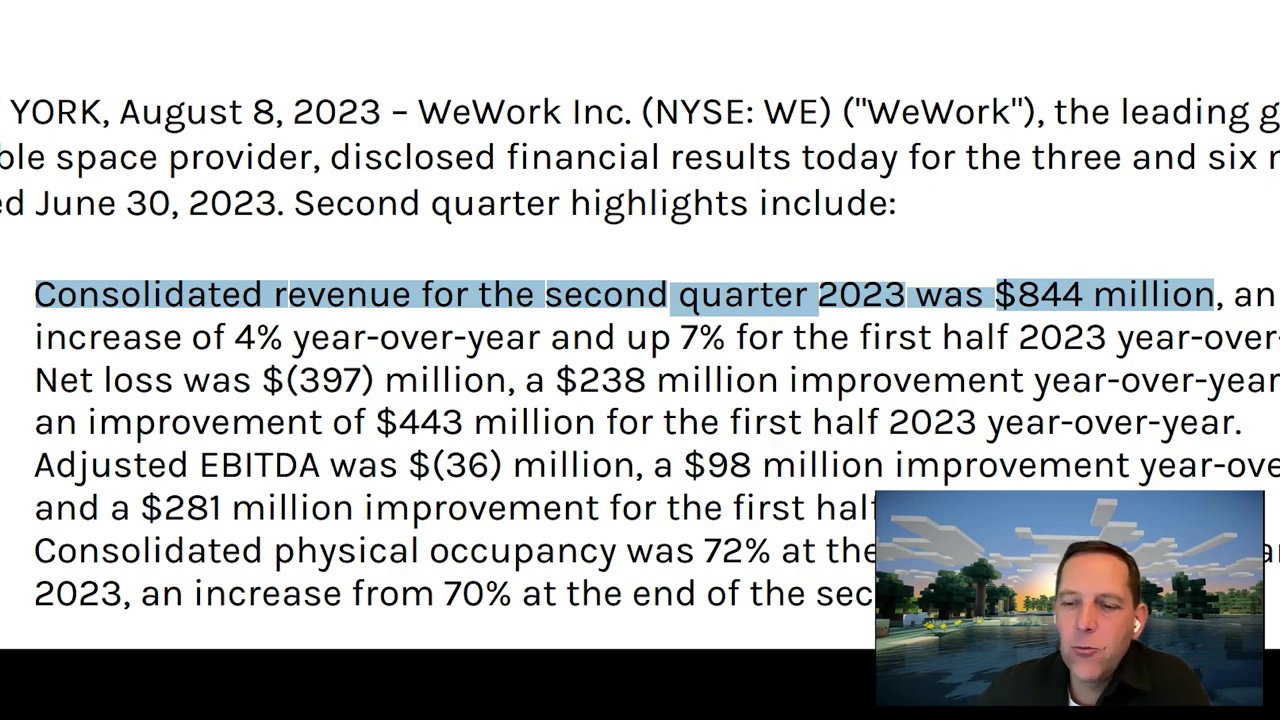 YORK, August 8, 2023 – WeWork Inc. (NYSE: WE) ("WeWork"), the leading g
ble space provider, disclosed financial results today for the three and six
ed June 30, 2023. Second quarter highlights include:
Consolidated revenue for the second quarter 2023 was $844 million, an
increase of 4% year-over-year and up 7% for the first half 2023 year-over-
Net loss was $(397) million, a $238 million improvement year-over-year
an improvement of $443 million for the first half 2023 year-over-year.
Adjusted EBITDA was $(36) million, a $98 million improvement year-ove
and a $281 million improvement for the first half
Consolidated physical occupancy was 72% at the
2023, an increase from 70% at the end of the sec